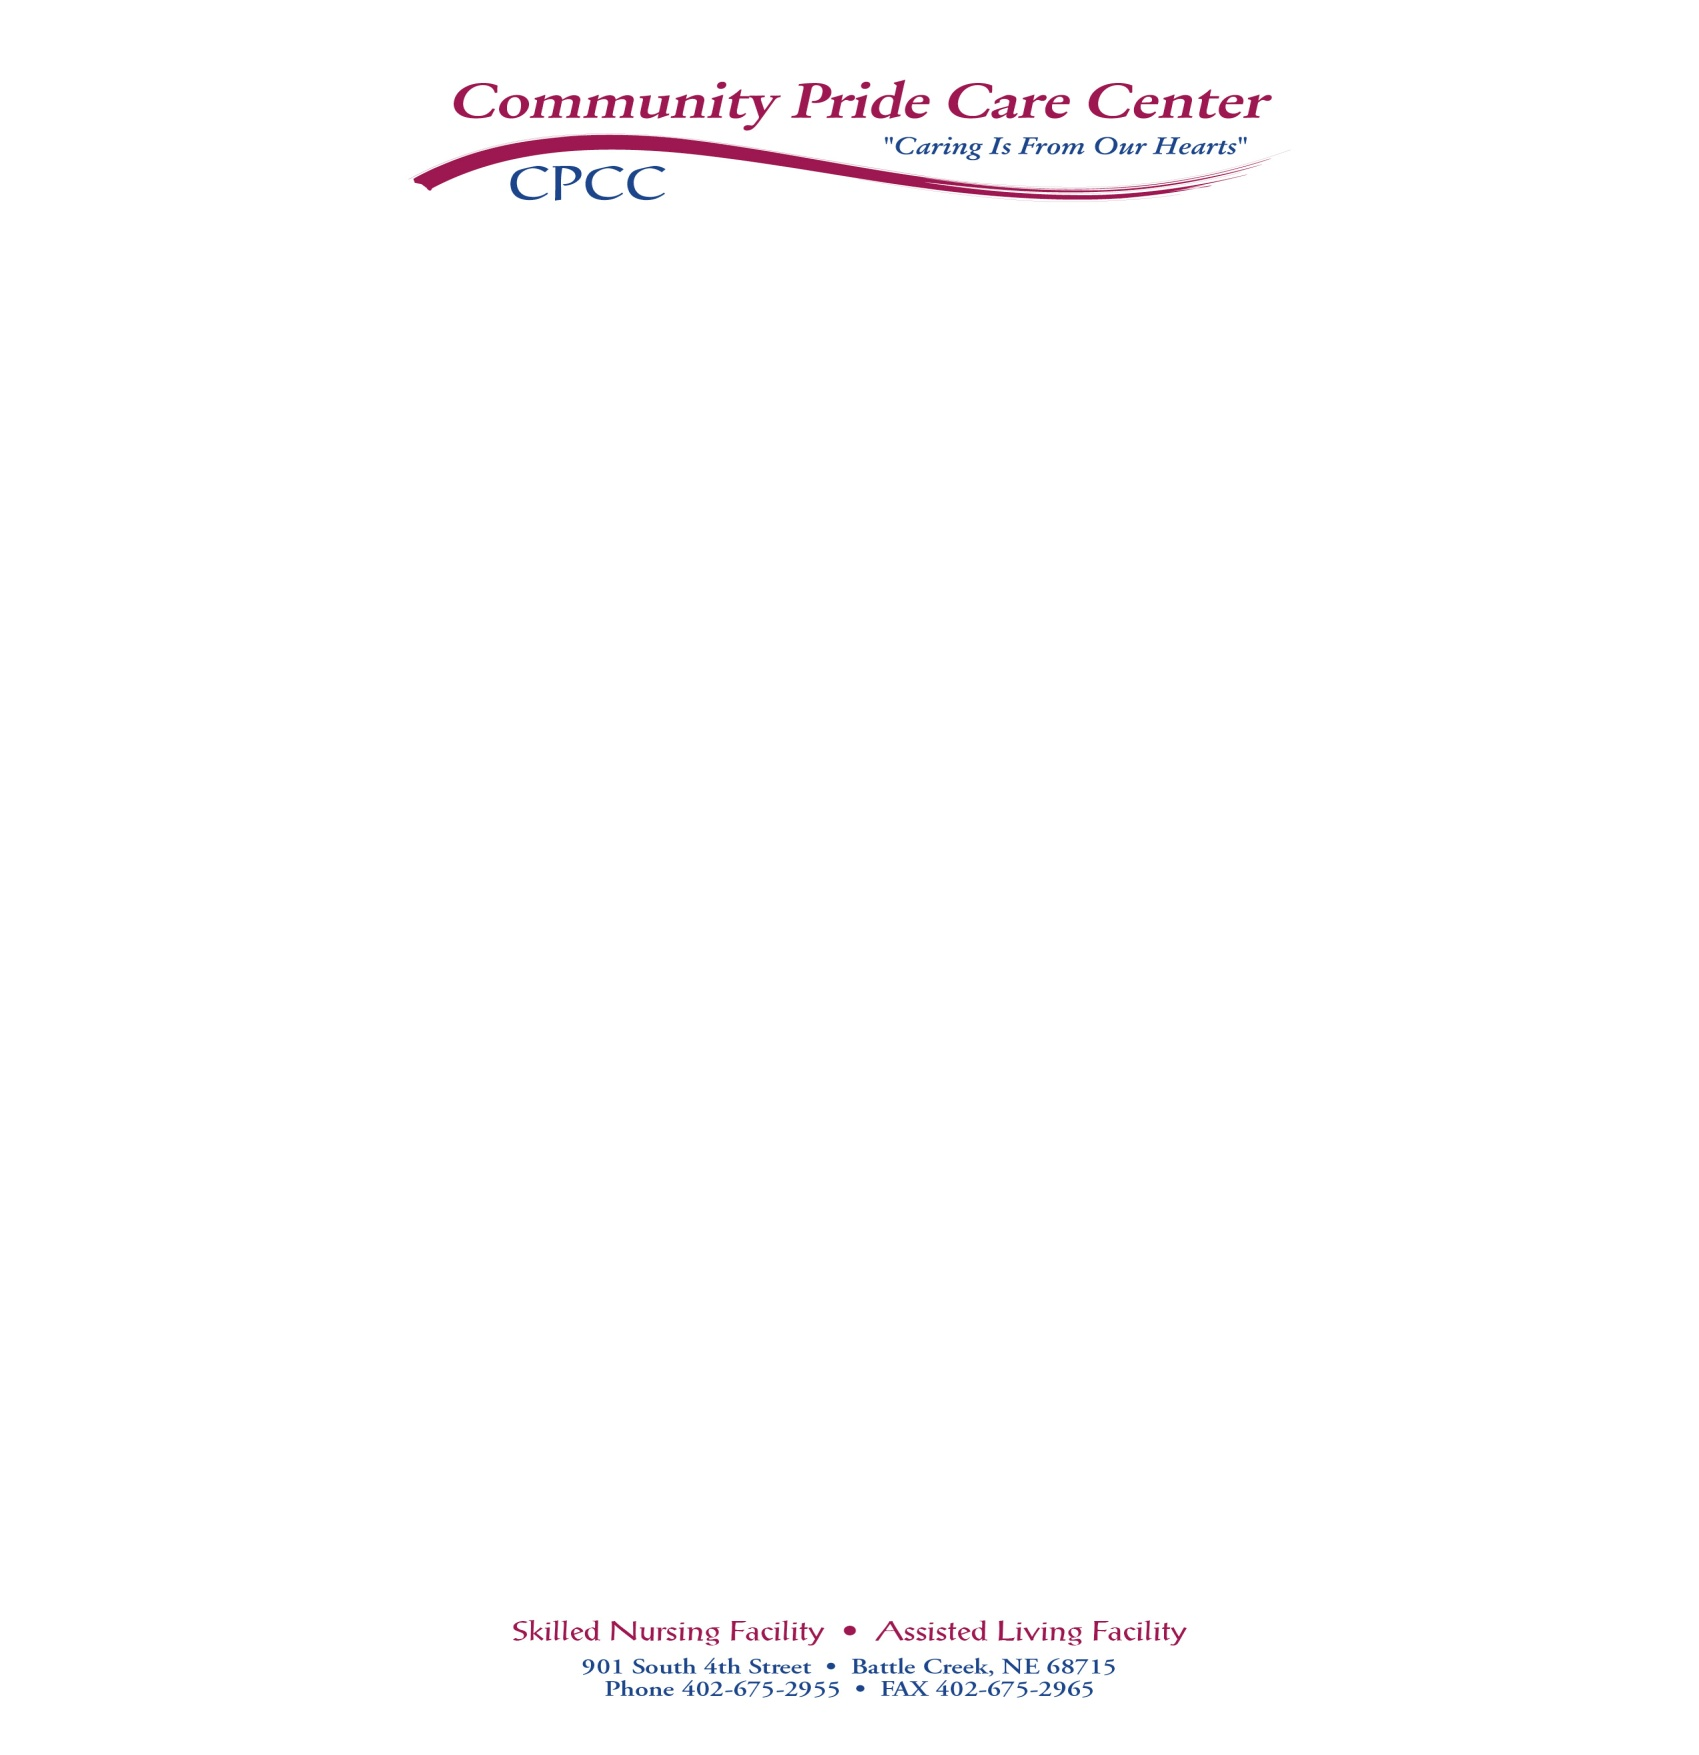 Community Pride Care Center
"Caring Is From Our Hearts"
CPCC
Skilled Nursing Facility • Assisted Living Facility
901 South 4th Street • Battle Creek, NE 68715
Phone 402-675-2955 • FAX 402-675-2965